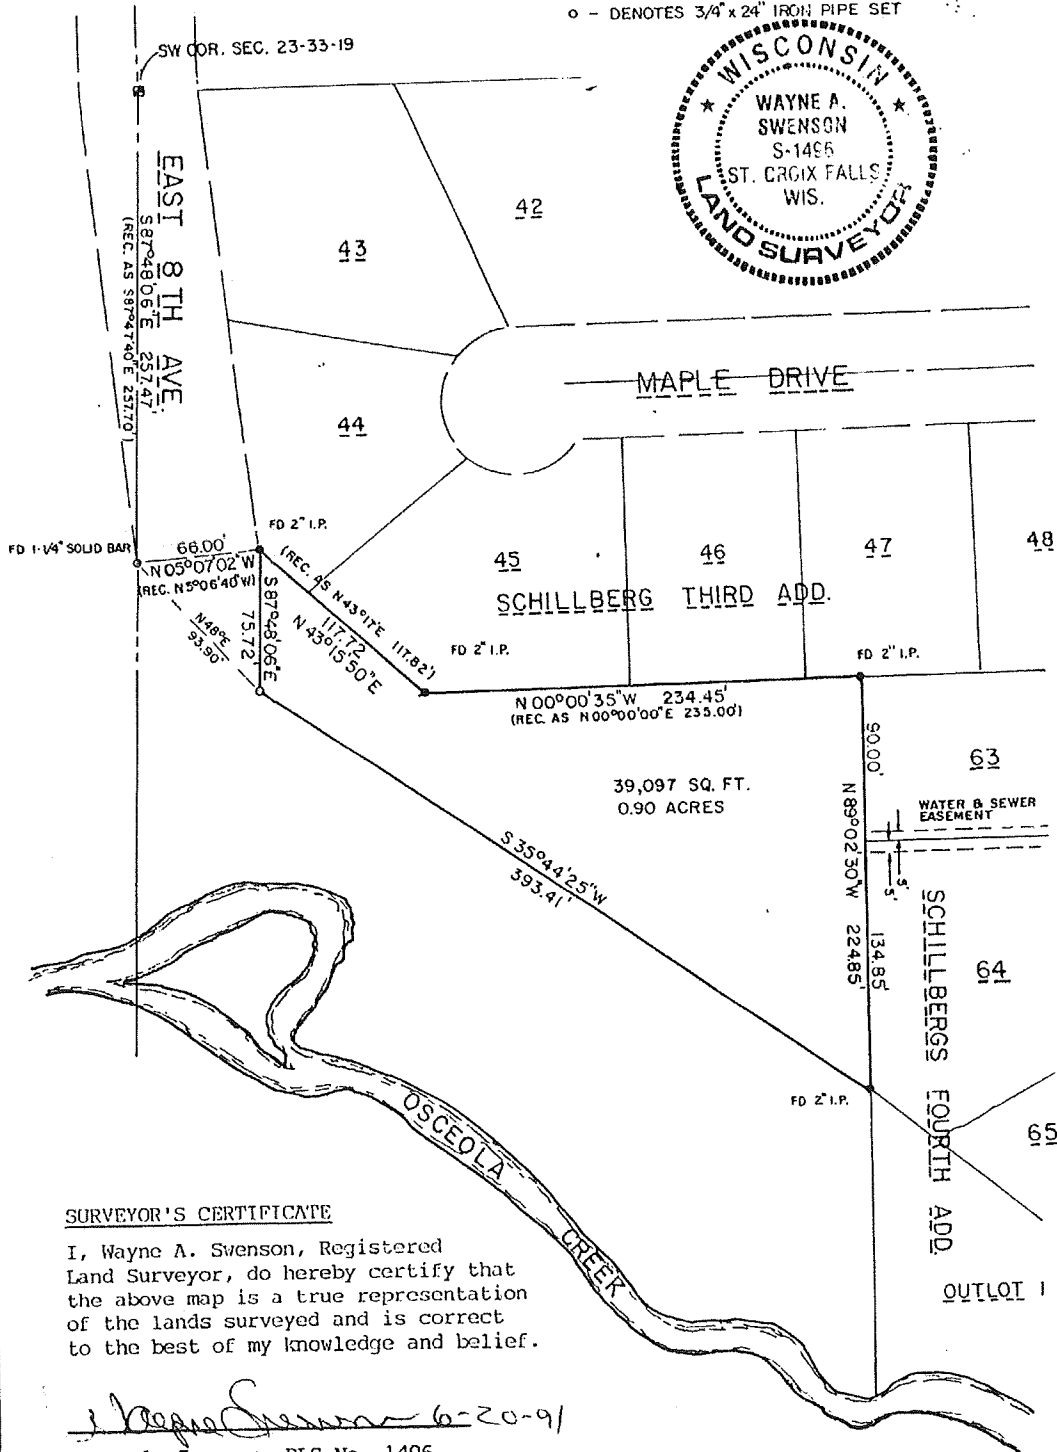 o - DENOTES 3/4" x 24" IRON PIPE SET
SW COR. SEC. 23-33-19
WISCONSIN
WAYNE A.
SWENSON
S-1496
ST. CROIX FALLS
WIS.
LAND SURVEYOR
EAST 8TH AVE.
S87°48'06"E 257.47'
(REC. AS S87°47'40"E 257.70')
42
43
44
MAPLE DRIVE
FD 1-1/4" SOLID BAR
66.00'
N05°07'02"W
(REC. N5°06'40"W)
FD 2" I.P.
(REC. AS N43°17'E 117.82')
117.72
N43°15'50"E
S87°48'06"E
75.72'
N48°E
93.90'
45
46
47
48
SCHILLBERG THIRD ADD.
FD 2" I.P.
FD 2" I.P.
N00°00'35"W 234.45'
(REC. AS N00°00'00"E 235.00')
39,097 SQ. FT.
0.90 ACRES
90.00'
N89°02'30"W 224.85'
134.85'
63
WATER & SEWER
EASEMENT
5'
5'
S35°44'25"W
393.41'
SCHILLBERGS FOURTH ADD.
64
FD 2" I.P.
65
OUTLOT 1
OSCEOLA CREEK
SURVEYOR'S CERTIFICATE
I, Wayne A. Swenson, Registered
Land Surveyor, do hereby certify that
the above map is a true representation
of the lands surveyed and is correct
to the best of my knowledge and belief.
Wayne Swenson 6-20-91
RLS No. 1496